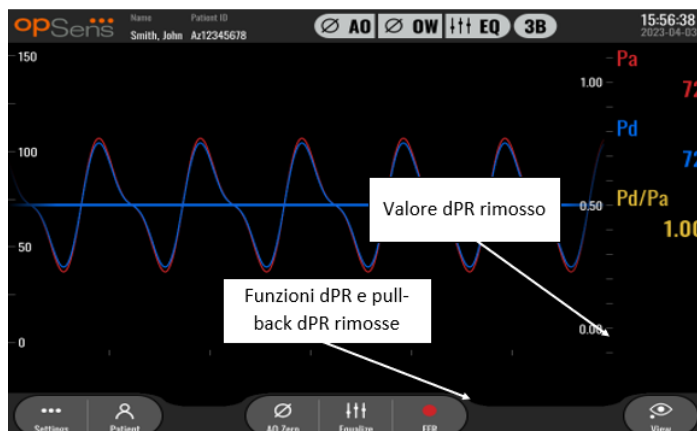 opSens
Name
Patient ID
Smith, John
Az12345678
AO
OW
EQ
3B
15:56:38
2023-04-03
150
100
50
0
1.00
0.50
0.00
Pa
72
Pd
72
Pd/Pa
1.00
Valore dPR rimosso
Funzioni dPR e pull-
back dPR rimosse
Settings
Patient
AO Zero
Equalize
FFR
View